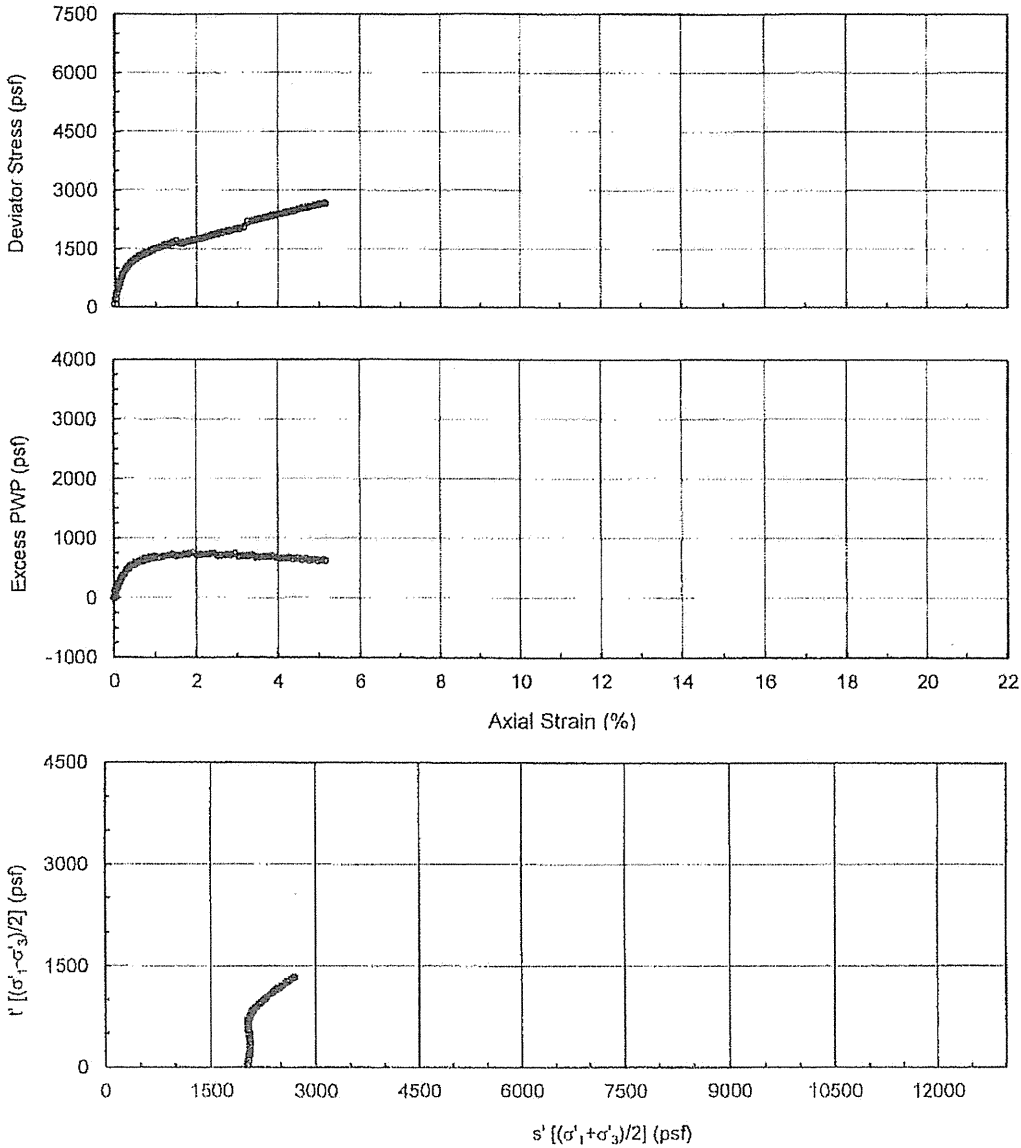 7500
6000
4500
3000
1500
0
Deviator Stress (psf)
4000
3000
2000
1000
0
-1000
Excess PWP (psf)
0 2 4 6 8 10 12 14 16 18 20 22
Axial Strain (%)
4500
3000
1500
0
t' [(σ'₁-σ'₃)/2] (psf)
0 1500 3000 4500 6000 7500 9000 10500 12000
s' [(σ'₁+σ'₃)/2] (psf)